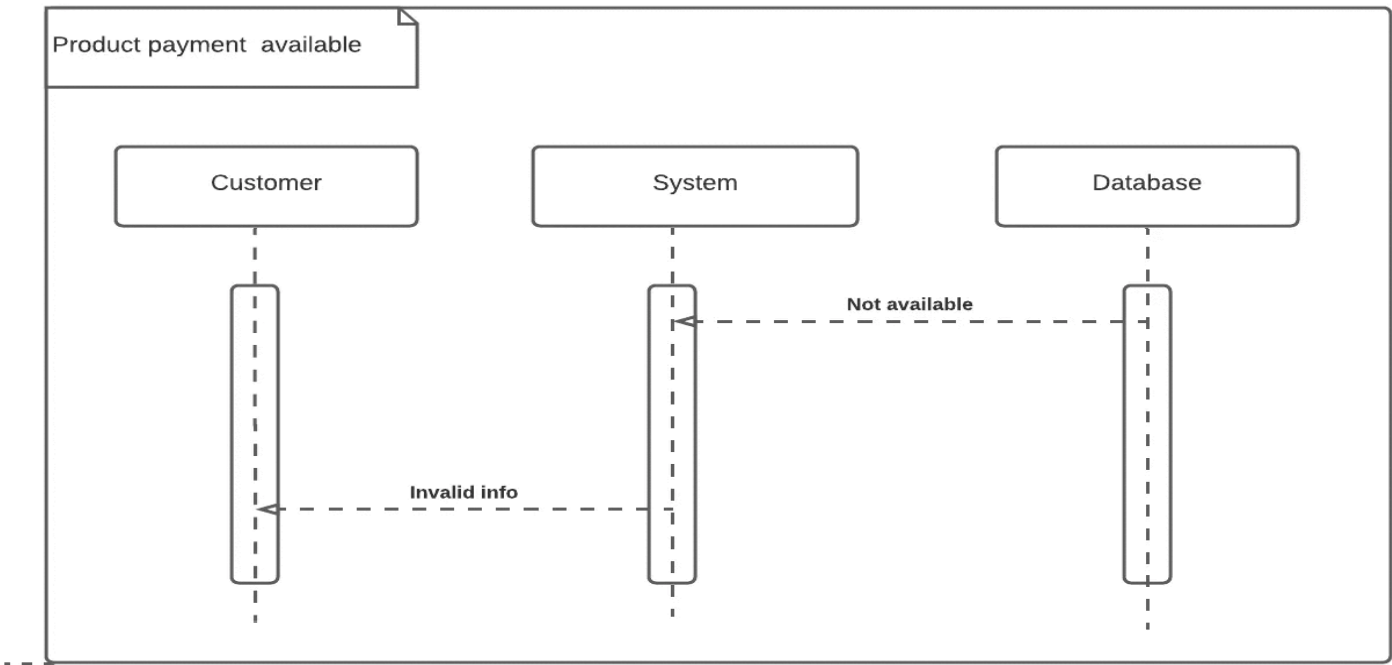 Product payment  available
Customer
System
Database
Not available
Invalid info